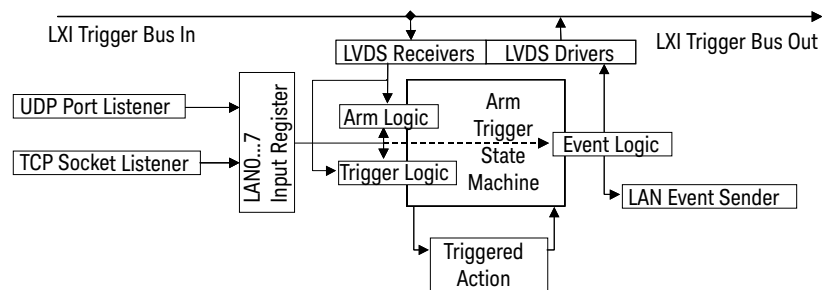 LXI Trigger Bus In
LXI Trigger Bus Out
LVDS Receivers
LVDS Drivers
UDP Port Listener
TCP Socket Listener
LAN0...7
Input Register
Arm Logic
Trigger Logic
Arm
Trigger
State
Machine
Event Logic
LAN Event Sender
Triggered
Action